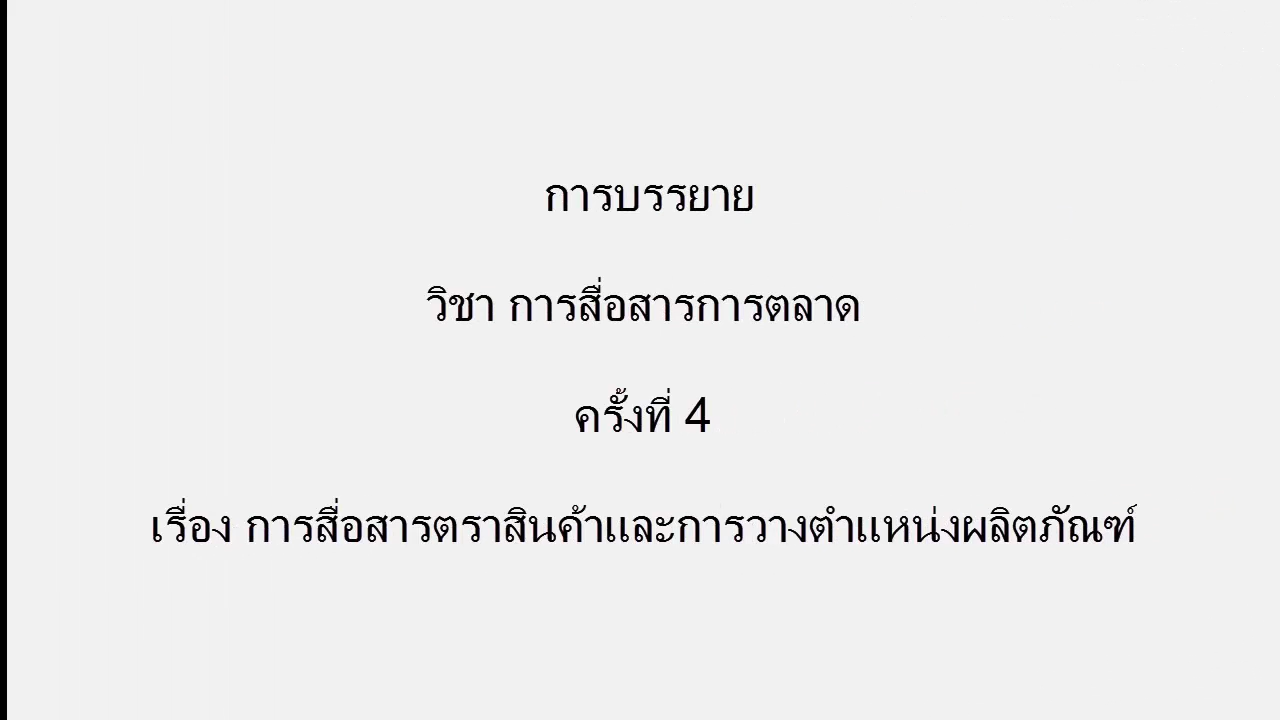 การบรรยาย
วิชา การสื่อสารการตลาด
ครั้งที่ 4
เรื่อง การสื่อสารตราสินค้าและการวางตำแหน่งผลิตภัณฑ์